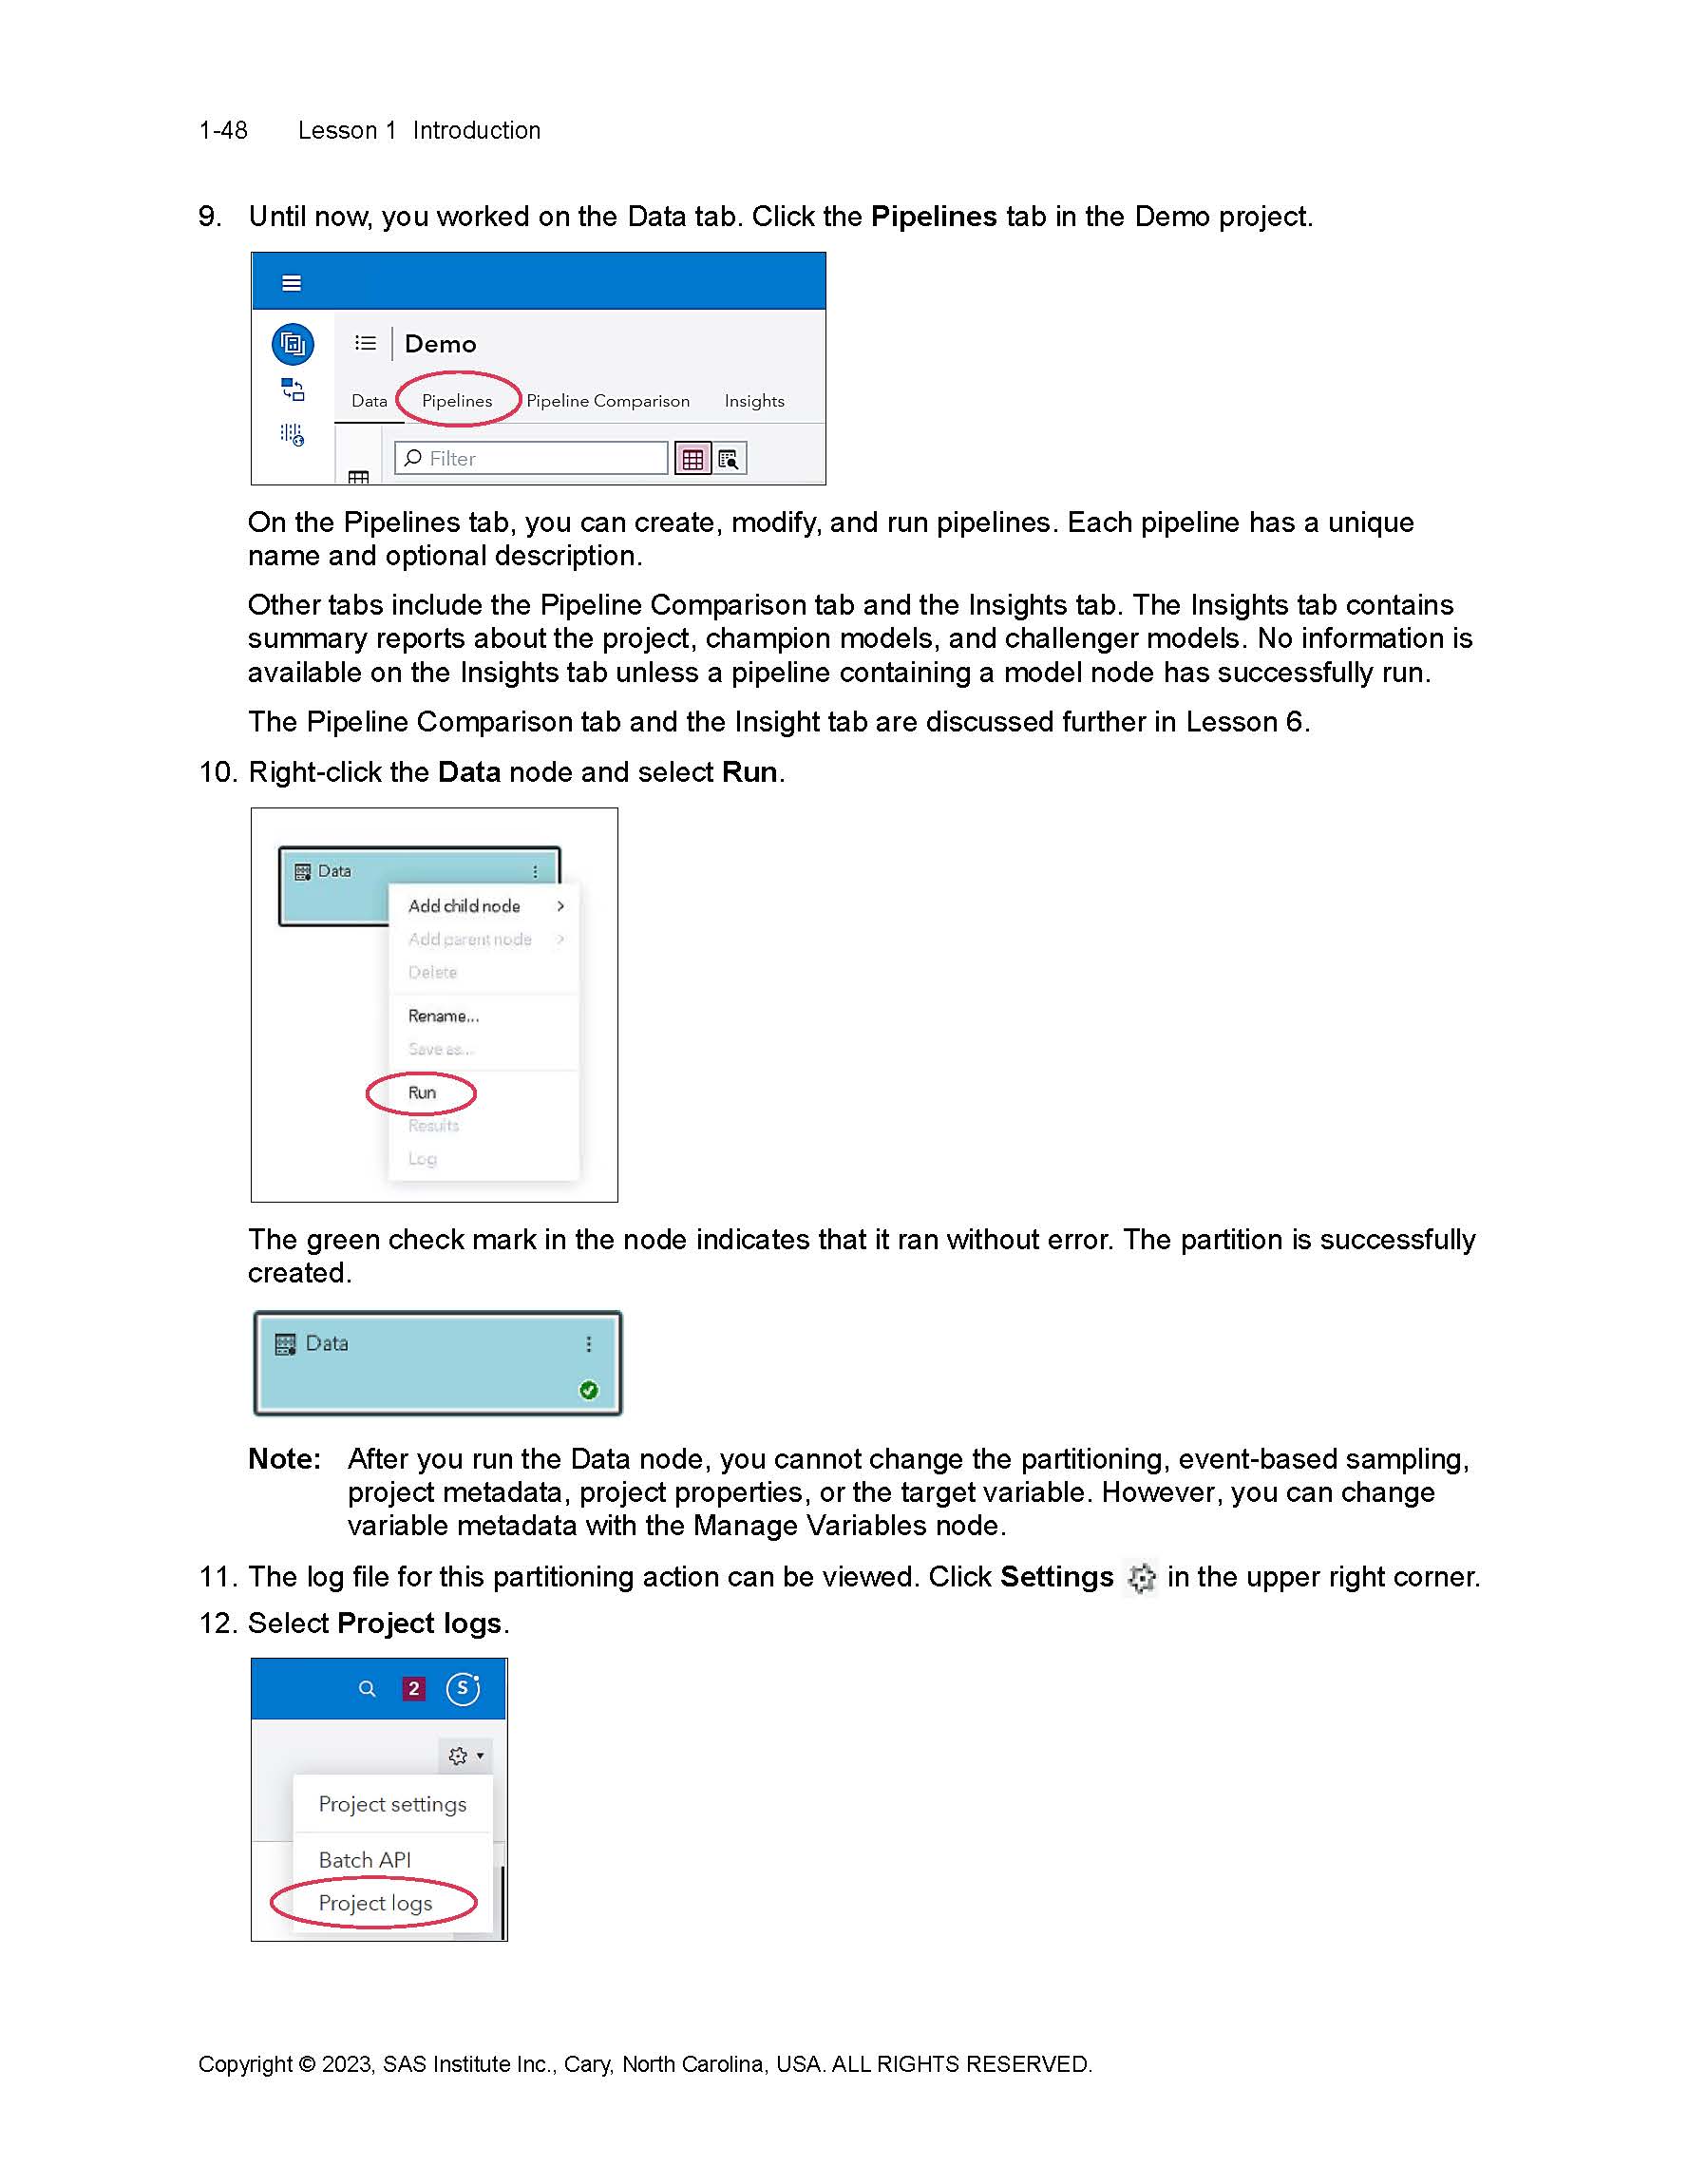 1-48 Lesson 1 Introduction
9. Until now, you worked on the Data tab. Click the Pipelines tab in the Demo project.
Demo
Data Pipelines Pipeline Comparison Insights
Filter
On the Pipelines tab, you can create, modify, and run pipelines. Each pipeline has a unique
name and optional description.
Other tabs include the Pipeline Comparison tab and the Insights tab. The Insights tab contains
summary reports about the project, champion models, and challenger models. No information is
available on the Insights tab unless a pipeline containing a model node has successfully run.
The Pipeline Comparison tab and the Insight tab are discussed further in Lesson 6.
10. Right-click the Data node and select Run.
Data
Add child node
Add parent node
Delete
Rename...
Save as...
Run
Results
Log
The green check mark in the node indicates that it ran without error. The partition is successfully
created.
Data
Note: After you run the Data node, you cannot change the partitioning, event-based sampling,
project metadata, project properties, or the target variable. However, you can change
variable metadata with the Manage Variables node.
11. The log file for this partitioning action can be viewed. Click Settings in the upper right corner.
12. Select Project logs.
2 S
Project settings
Batch API
Project logs
Copyright © 2023, SAS Institute Inc., Cary, North Carolina, USA. ALL RIGHTS RESERVED.